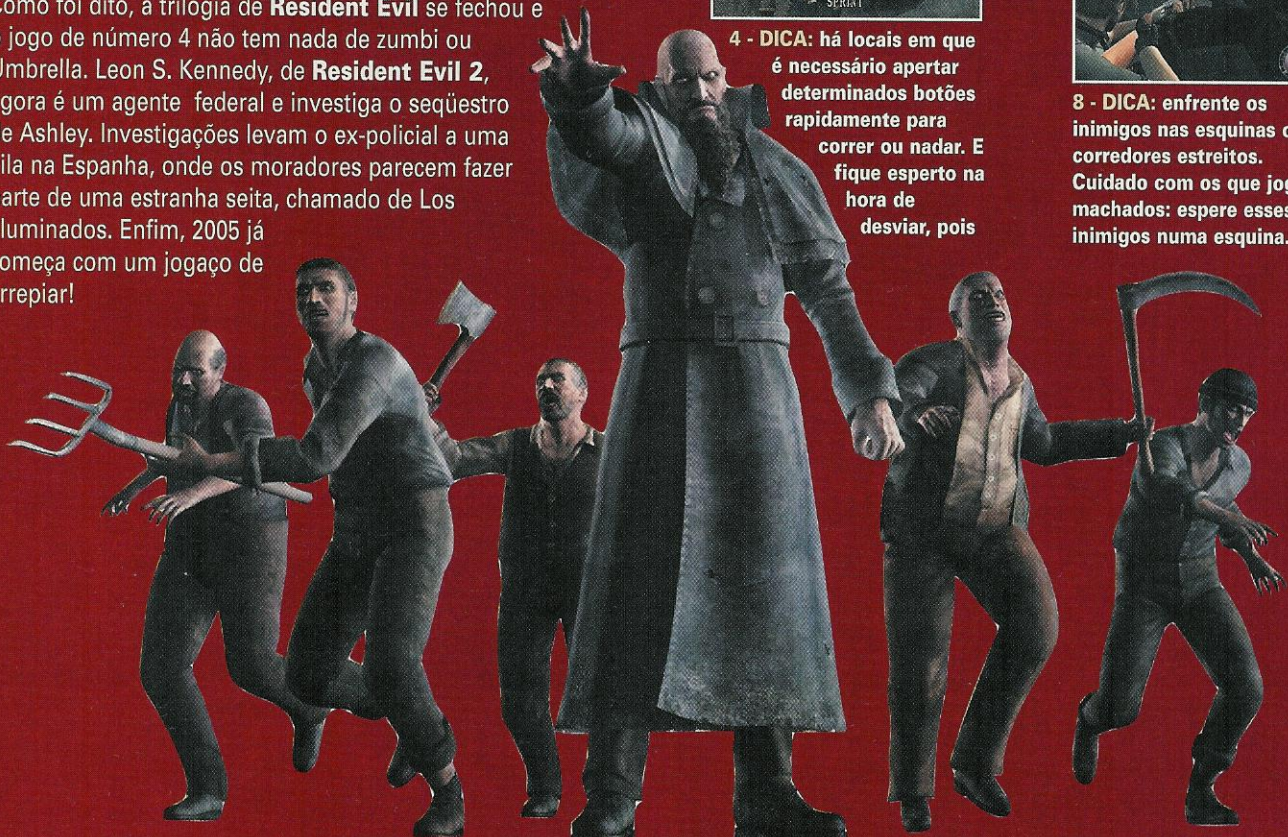 Como foi dito, a trilogia de Resident Evil se fechou e
jogo de número 4 não tem nada de zumbi ou
Umbrella. Leon S. Kennedy, de Resident Evil 2,
gora é um agente federal e investiga o seqüestro
e Ashley. Investigações levam o ex-policial a uma
ila na Espanha, onde os moradores parecem fazer
arte de uma estranha seita, chamado de Los
luminados. Enfim, 2005 já
omeça com um jogaço de
rrepiar!
SPRINT
4 - DICA: há locais em que
é necessário apertar
determinados botões
rapidamente para
correr ou nadar. E
fique esperto na
hora de
desviar, pois
8 - DICA: enfrente os
inimigos nas esquinas
corredores estreitos.
Cuidado com os que
machados: espere
inimigos numa esquina.